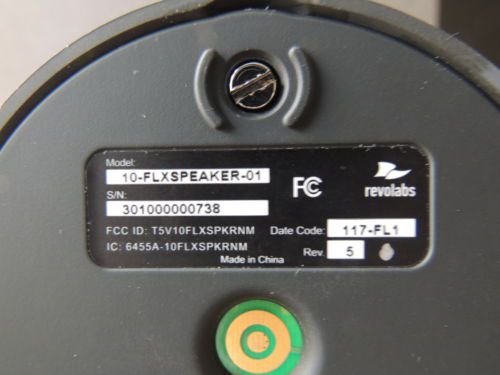 Model:
10-FLXSPEAKER-01
S/N:
301000000738
FC
revolabs
FCC ID: T5V10FLXSPKRNM
Date Code: 117-FL1
IC: 6455A-10FLXSPKRNM
Rev. 5
Made in China